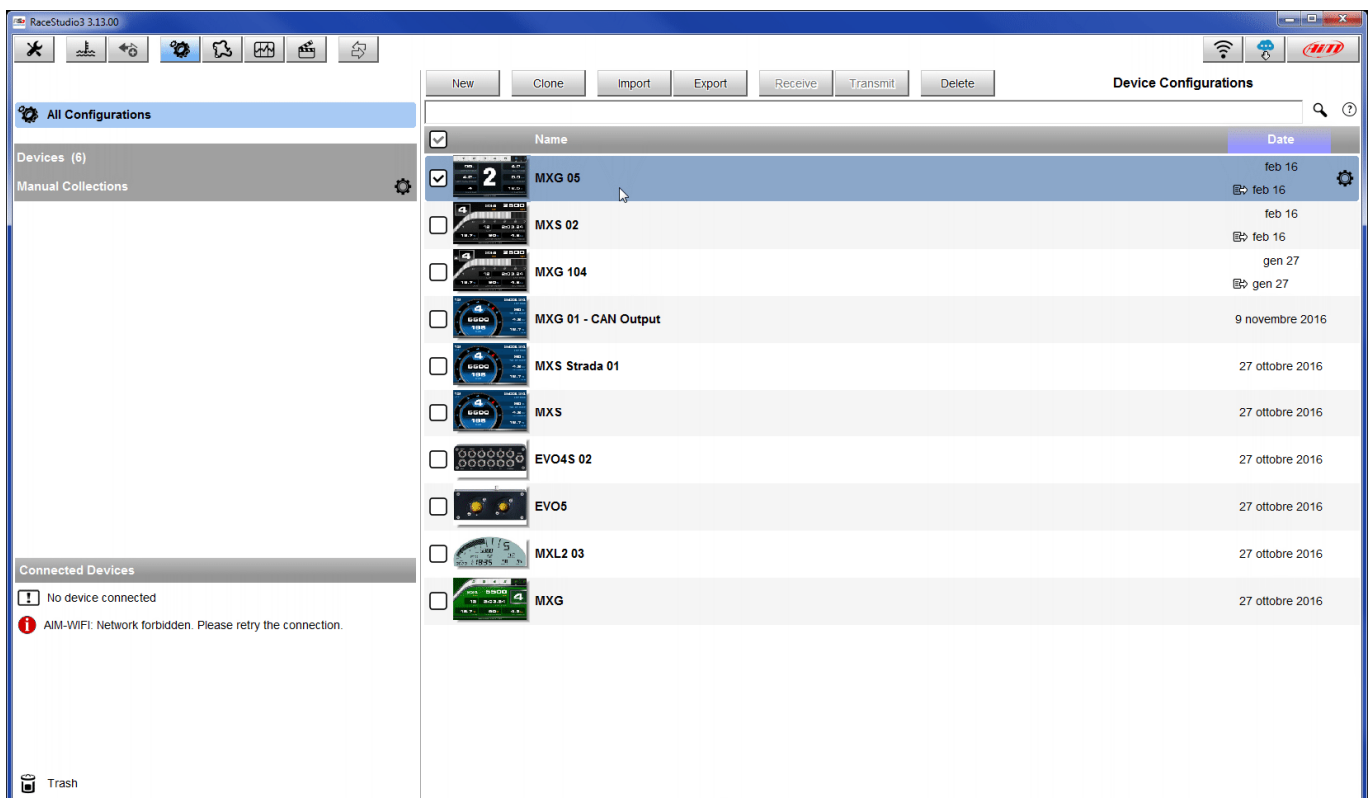 RaceStudio3 3.13.00
AIM
New Clone Import Export Receive Transmit Delete Device Configurations
All Configurations
Name Date
Devices (6)
Manual Collections
MXG 05 feb 16
feb 16
MXS 02 feb 16
feb 16
MXG 104 gen 27
gen 27
MXG 01 - CAN Output 9 novembre 2016
MXS Strada 01 27 ottobre 2016
MXS 27 ottobre 2016
EVO4S 02 27 ottobre 2016
EVO5 27 ottobre 2016
MXL2 03 27 ottobre 2016
MXG 27 ottobre 2016
Connected Devices
No device connected
AIM-WIFI: Network forbidden. Please retry the connection.
Trash